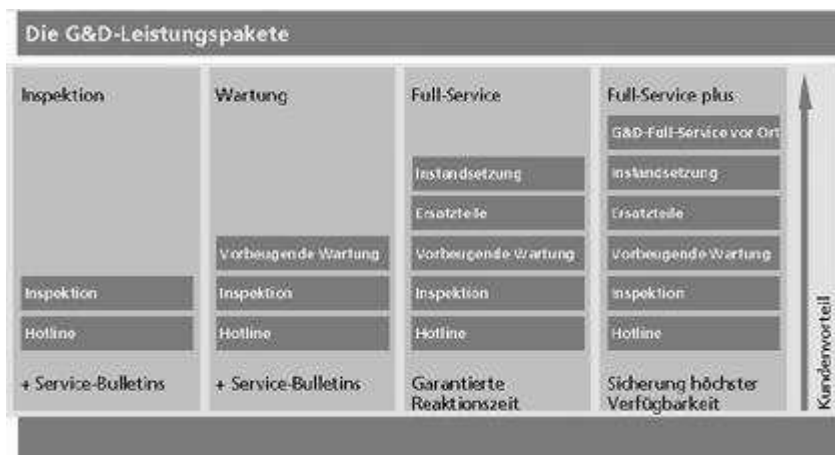 Die G&D-Leistungspakete
Inspektion
Inspektion
Hotline
+ Service-Bulletins
Wartung
Vorbeugende Wartung
Inspektion
Hotline
+ Service-Bulletins
Full-Service
Instandsetzung
Ersatzteile
Vorbeugende Wartung
Inspektion
Hotline
Garantierte
Reaktionszeit
Full-Service plus
G&D-Full-Service vor Ort
Instandsetzung
Ersatzteile
Vorbeugende Wartung
Inspektion
Hotline
Sicherung höchster
Verfügbarkeit
Kundenvorteil